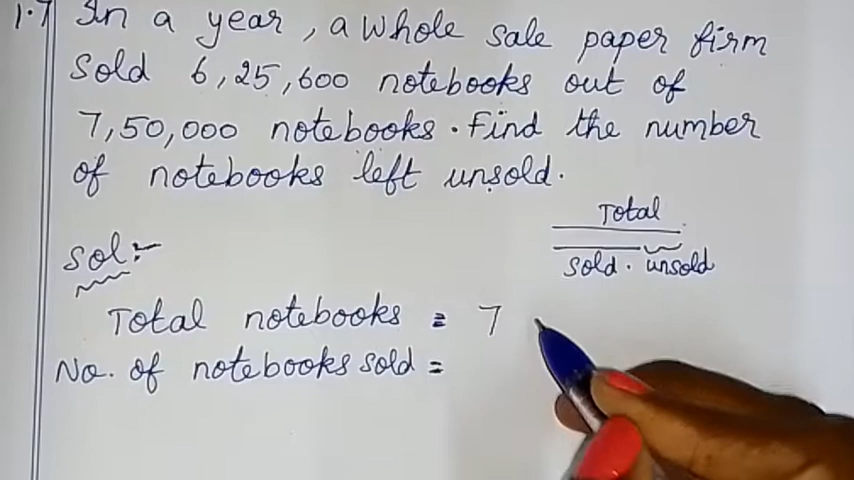 1.7 In a year, a whole sale paper firm
sold 6,25,600 notebooks out of
7,50,000 notebooks. Find the number
of notebooks left unsold.
Total
sold. unsold
Sol:-
Total notebooks = 7
No. of notebooks sold =